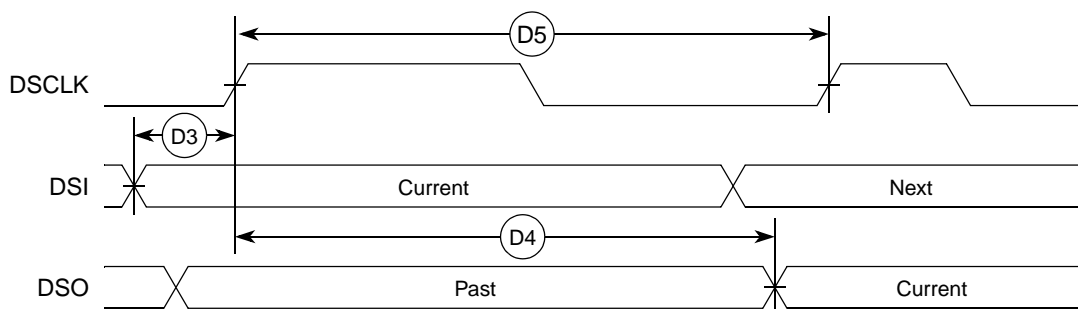 D5
DSCLK
D3
DSI Current Next
D4
DSO Past Current